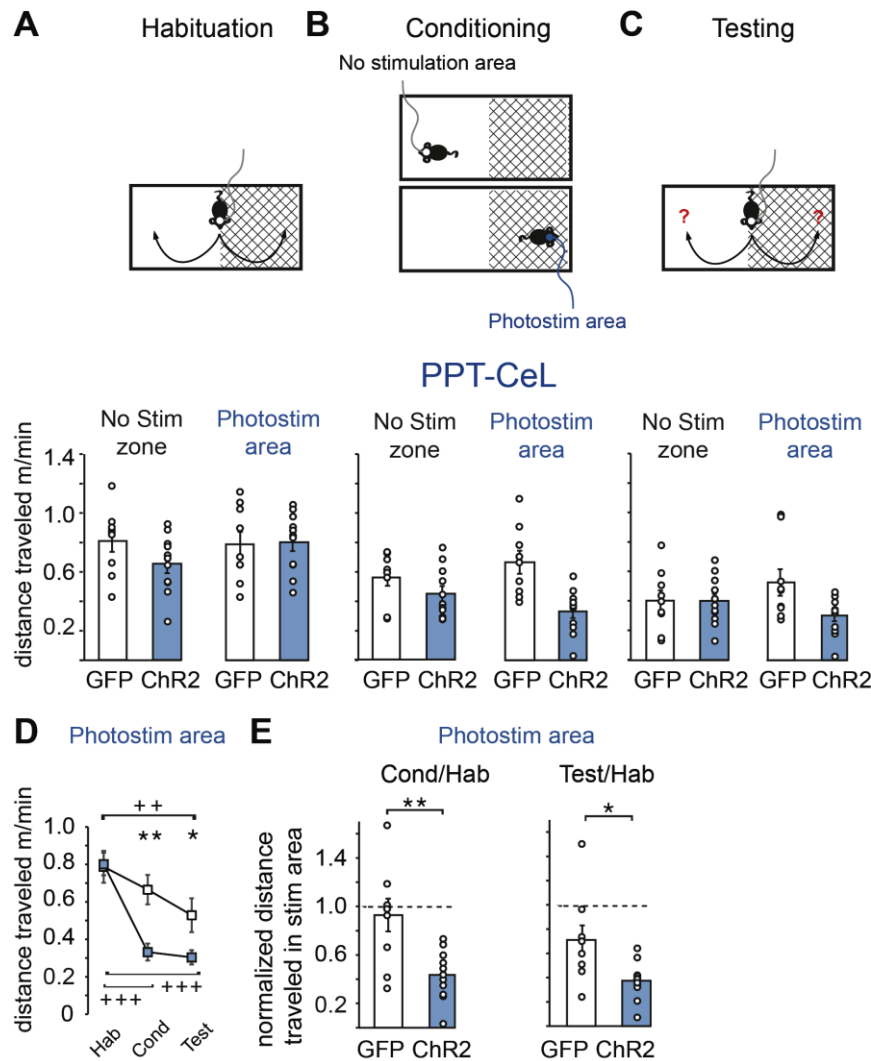 A Habituation
B Conditioning
C Testing
No stimulation area
? ?
Photostim area
PPT-CeL
No Stim zone
Photostim area
No Stim zone
Photostim area
No Stim zone
Photostim area
distance traveled m/min
1.4
1.0
0.6
0.2
GFP ChR2 GFP ChR2 GFP ChR2 GFP ChR2 GFP ChR2 GFP ChR2
D Photostim area
distance traveled m/min
1.0
0.8
0.6
0.4
0.2
0
++
** *
+++ +++
Hab Cond Test
E Photostim area
Cond/Hab Test/Hab
normalized distance
traveled in stim area
1.4
1.0
0.6
0.2
** *
GFP ChR2 GFP ChR2